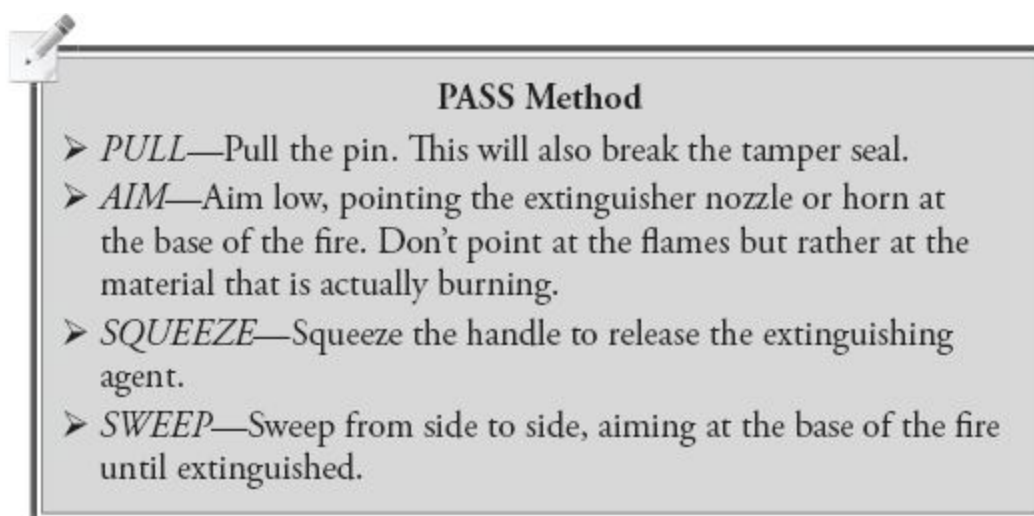 PASS Method
➢ PULL—Pull the pin. This will also break the tamper seal.
➢ AIM—Aim low, pointing the extinguisher nozzle or horn at
the base of the fire. Don’t point at the flames but rather at the
material that is actually burning.
➢ SQUEEZE—Squeeze the handle to release the extinguishing
agent.
➢ SWEEP—Sweep from side to side, aiming at the base of the fire
until extinguished.